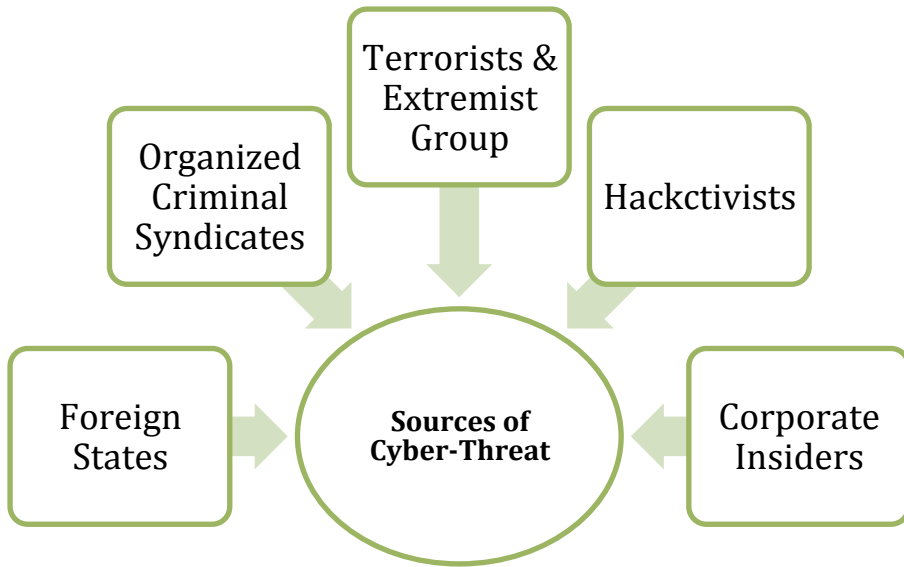 Terrorists &
Extremist
Group
Organized
Criminal
Syndicates
Hackctivists
Foreign
States
Sources of
Cyber-Threat
Corporate
Insiders